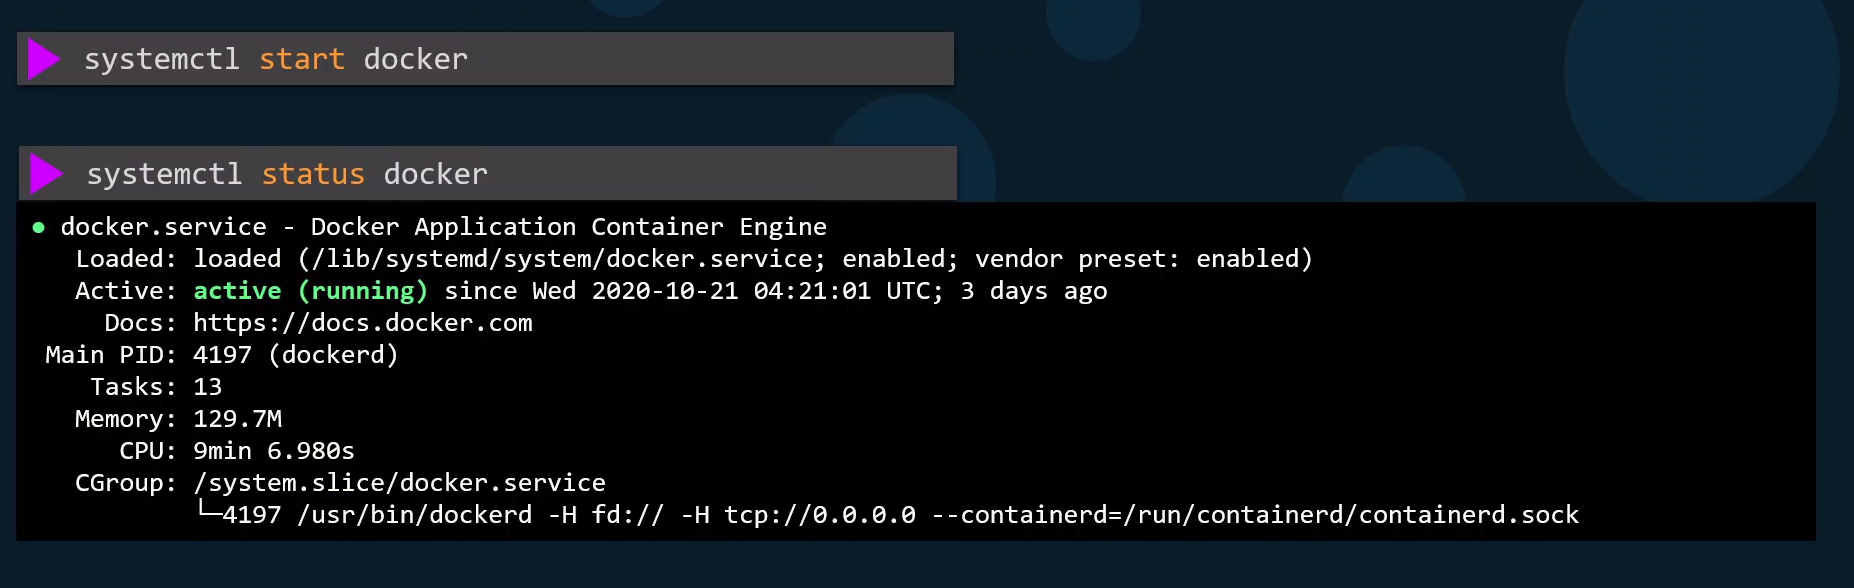 systemctl start docker
systemctl status docker
● docker.service - Docker Application Container Engine
Loaded: loaded (/lib/systemd/system/docker.service; enabled; vendor preset: enabled)
Active: active (running) since Wed 2020-10-21 04:21:01 UTC; 3 days ago
Docs: https://docs.docker.com
Main PID: 4197 (dockerd)
Tasks: 13
Memory: 129.7M
CPU: 9min 6.980s
CGroup: /system.slice/docker.service
└─4197 /usr/bin/dockerd -H fd:// -H tcp://0.0.0.0 --containerd=/run/containerd/containerd.sock